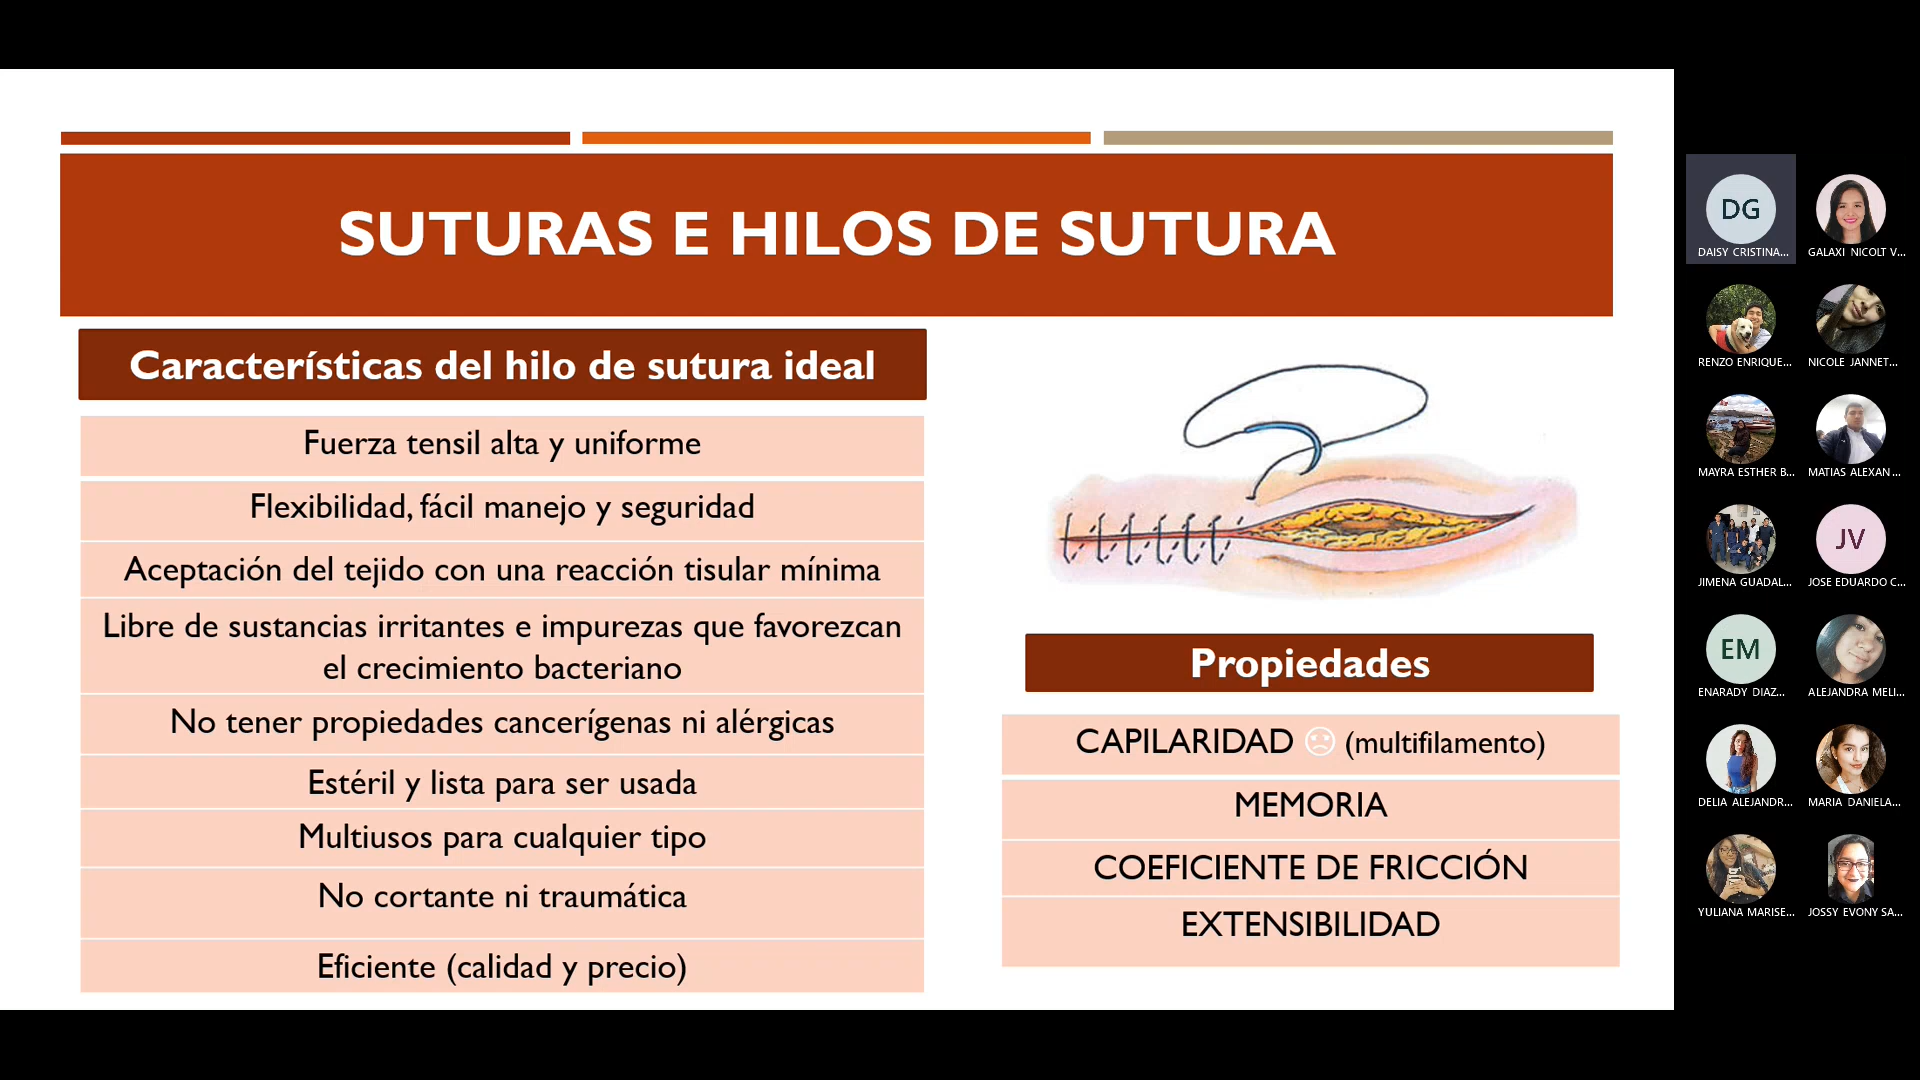 SUTURAS E HILOS DE SUTURA
Características del hilo de sutura ideal
Fuerza tensil alta y uniforme
Flexibilidad, fácil manejo y seguridad
Aceptación del tejido con una reacción tisular mínima
Libre de sustancias irritantes e impurezas que favorezcan
el crecimiento bacteriano
No tener propiedades cancerígenas ni alérgicas
Estéril y lista para ser usada
Multiusos para cualquier tipo
No cortante ni traumática
Eficiente (calidad y precio)
Propiedades
CAPILARIDAD ☹ (multifilamento)
MEMORIA
COEFICIENTE DE FRICCIÓN
EXTENSIBILIDAD
DG
DAISY CRISTINA...
GALAXI NICOLT V...
RENZO ENRIQUE...
NICOLE JANNET...
MAYRA ESTHER B...
MATIAS ALEXAN...
JIMENA GUADAL...
JV
JOSE EDUARDO C...
EM
ENARADY DIAZ...
ALEJANDRA MELI...
DELIA ALEJANDR...
MARIA DANIELA...
YULIANA MARISE...
JOSSY EVONY SA...